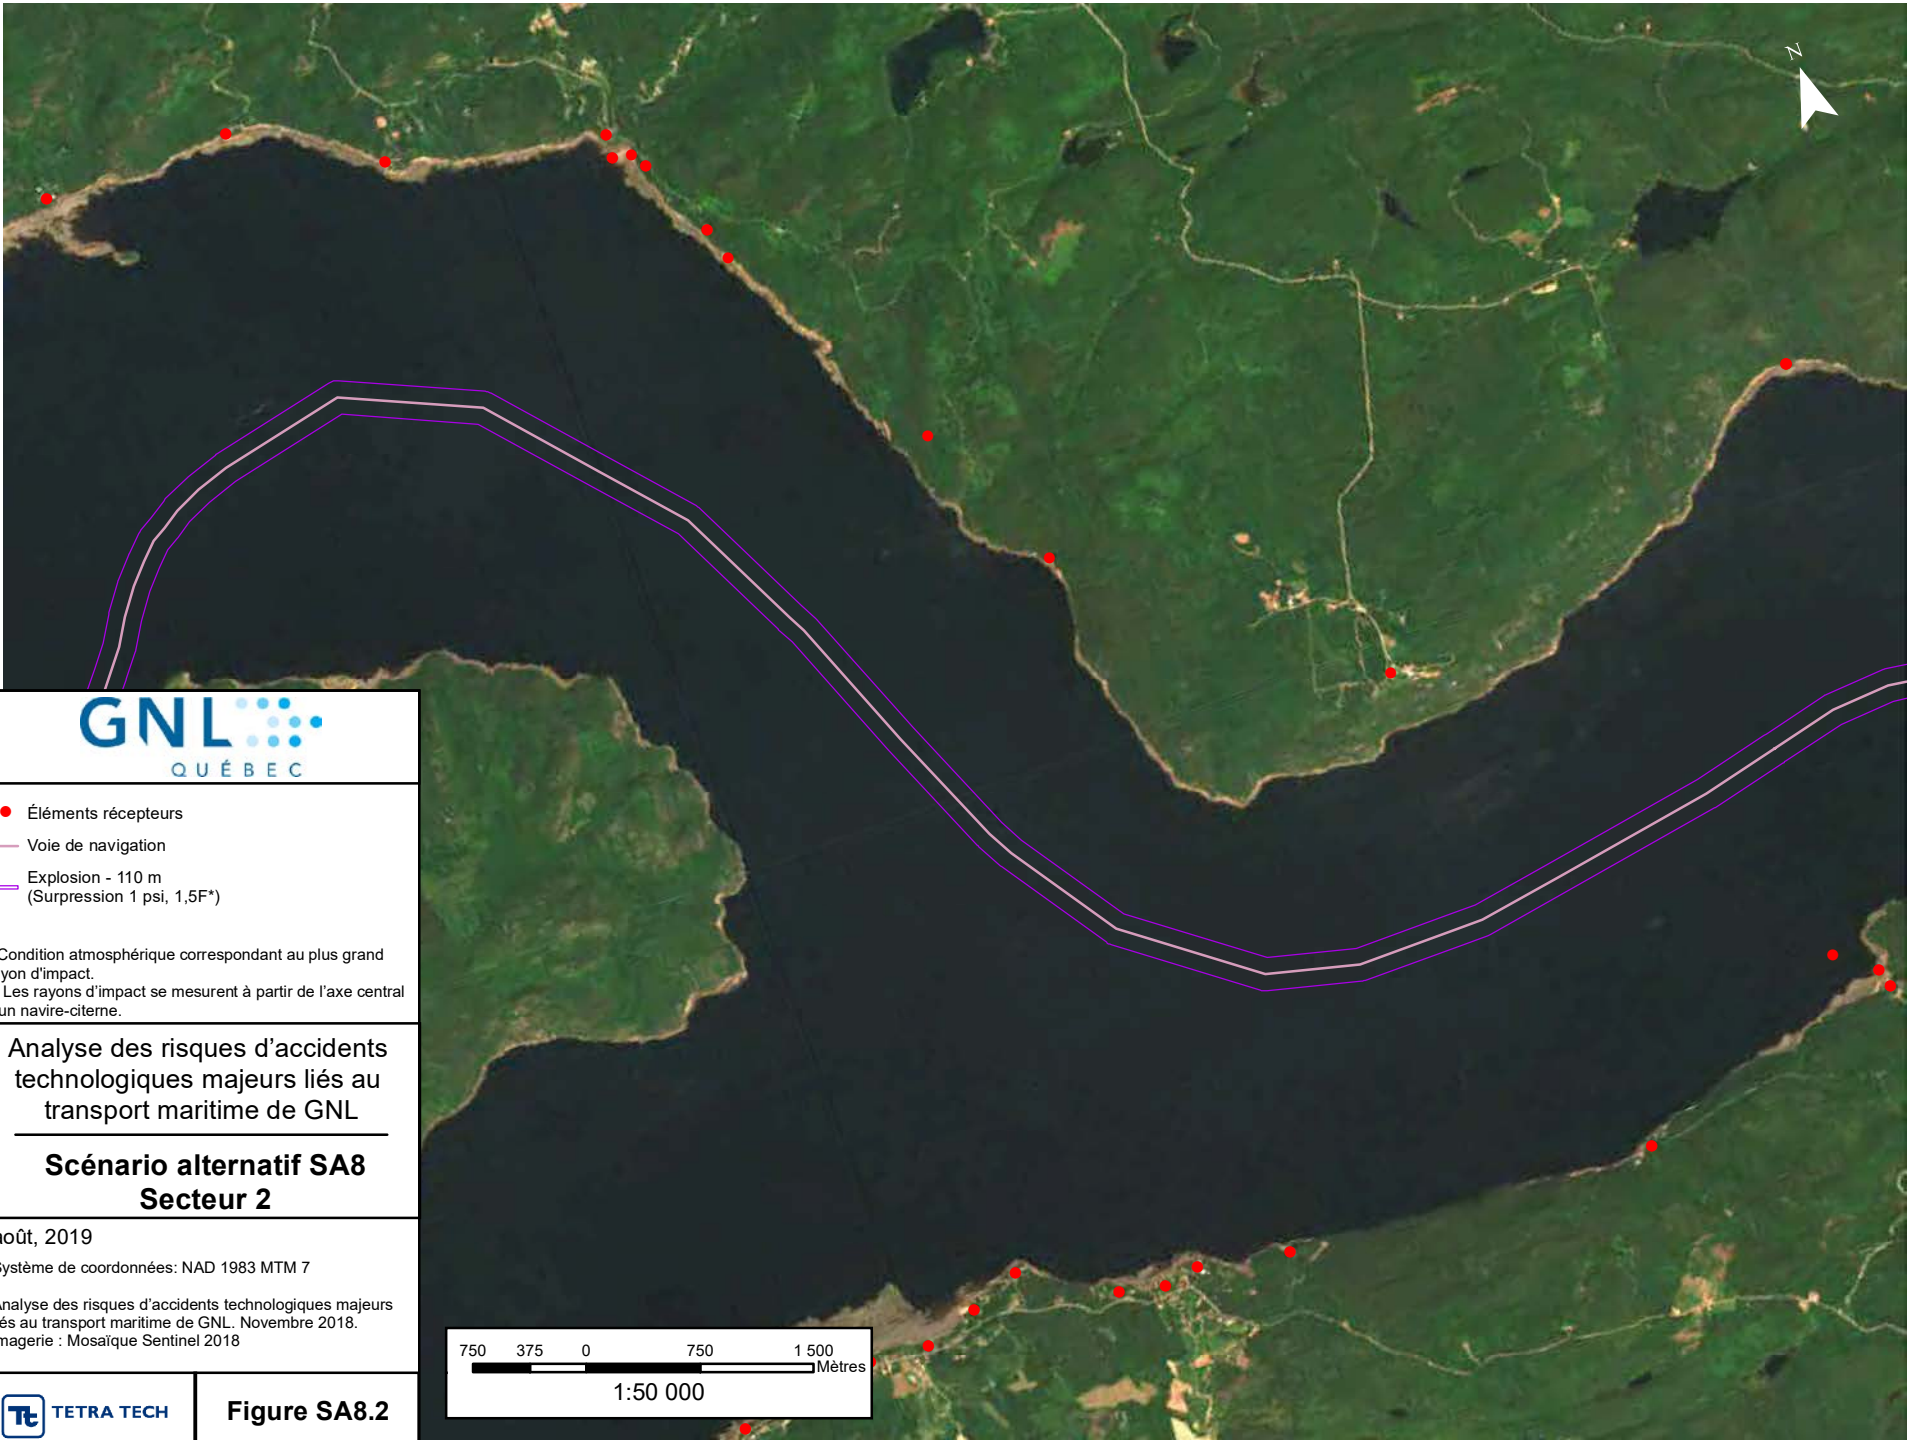 N
GNL
QUÉBEC
Éléments récepteurs
Voie de navigation
Explosion - 110 m
(Surpression 1 psi, 1,5F*)
Condition atmosphérique correspondant au plus grand
yon d'impact.
Les rayons d'impact se mesurent à partir de l'axe central
un navire-citerne.
Analyse des risques d'accidents
technologiques majeurs liés au
transport maritime de GNL
Scénario alternatif SA8
Secteur 2
août, 2019
Système de coordonnées: NAD 1983 MTM 7
Analyse des risques d'accidents technologiques majeurs
és au transport maritime de GNL. Novembre 2018.
magerie : Mosaïque Sentinel 2018
Tt TETRA TECH
Figure SA8.2
750 375 0 750 1 500
Mètres
1:50 000